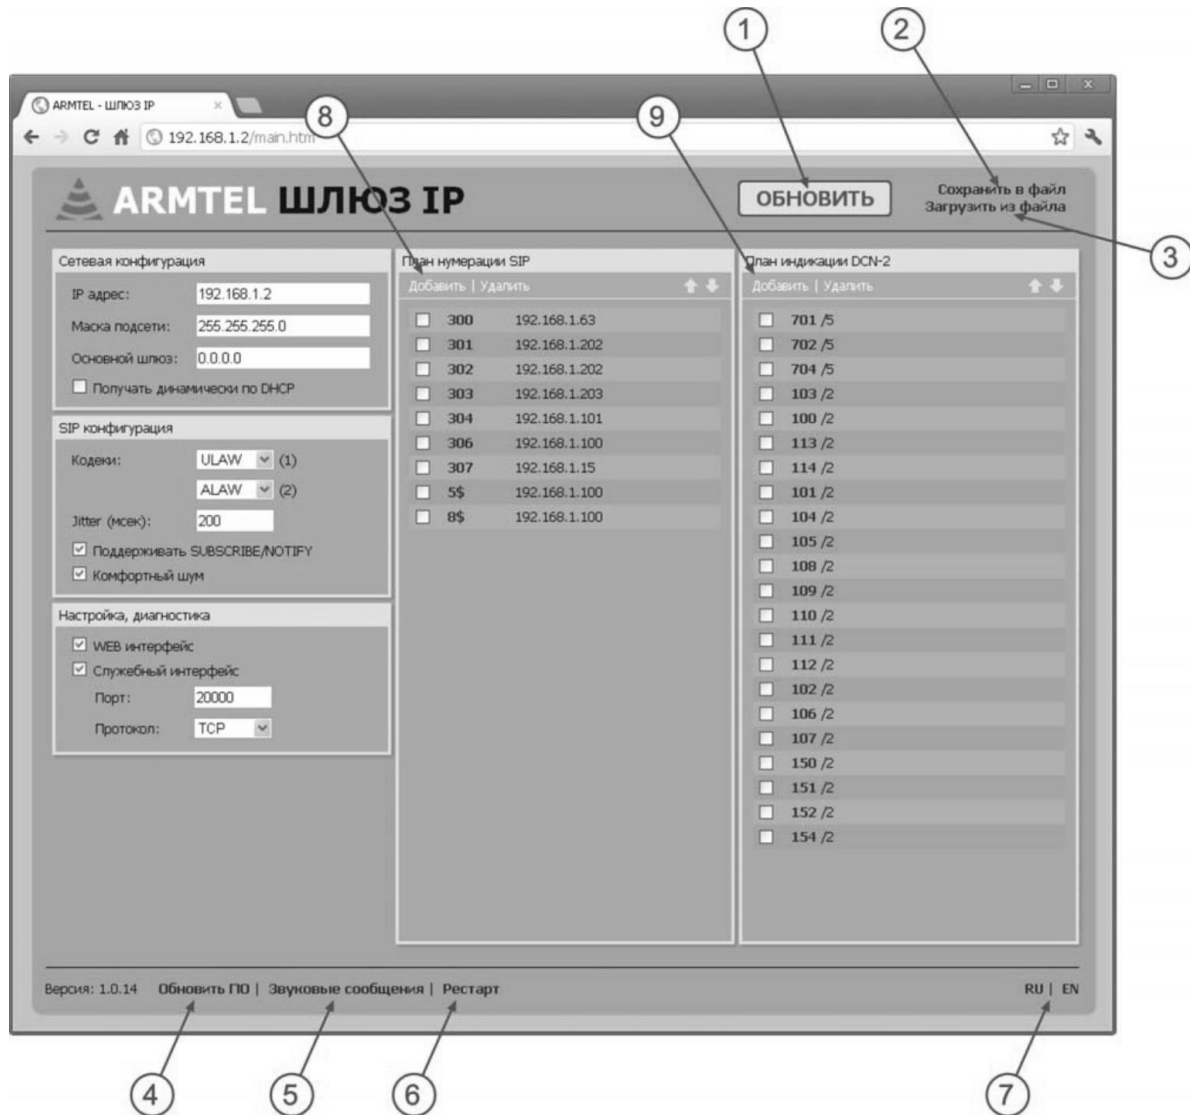 1
2
ARMTEL - ШЛЮЗ IP
8
9
192.168.1.2/main.htm
ARMTEL ШЛЮЗ IP
ОБНОВИТЬ
Сохранить в файл
Загрузить из файла
3
Сетевая конфигурация
IP адрес: 192.168.1.2
Маска подсети: 255.255.255.0
Основной шлюз: 0.0.0.0
Получать динамически по DHCP
SIP конфигурация
Кодеки: ULAW (1)
ALAW (2)
Jitter (мсек): 200
Поддерживать SUBSCRIBE/NOTIFY
Комфортный шум
Настройка, диагностика
WEB интерфейс
Служебный интерфейс
Порт: 20000
Протокол: TCP
План нумерации SIP
Добавить | Удалить
300 192.168.1.63
301 192.168.1.202
302 192.168.1.202
303 192.168.1.203
304 192.168.1.101
306 192.168.1.100
307 192.168.1.15
5$ 192.168.1.100
8$ 192.168.1.100
План индикации DCN-2
Добавить | Удалить
701 /5
702 /5
704 /5
103 /2
100 /2
113 /2
114 /2
101 /2
104 /2
105 /2
108 /2
109 /2
110 /2
111 /2
112 /2
102 /2
106 /2
107 /2
150 /2
151 /2
152 /2
154 /2
Версия: 1.0.14 Обновить ПО | Звуковые сообщения | Рестарт
RU | EN
4
5
6
7